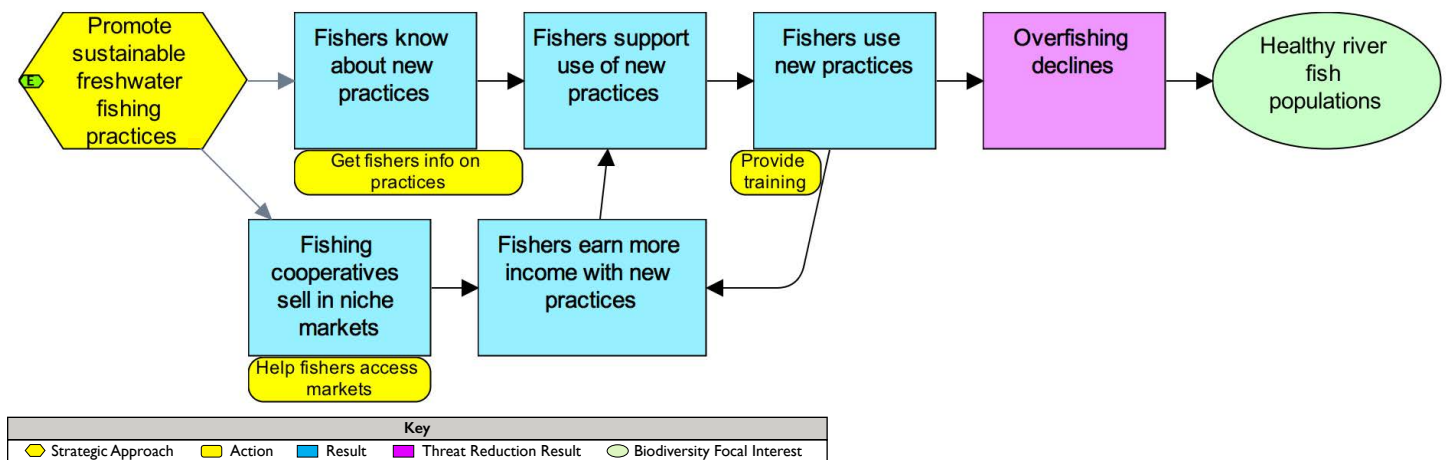 Promote
sustainable
freshwater
fishing
practices
E
Fishers know
about new
practices
Fishers support
use of new
practices
Fishers use
new practices
Overfishing
declines
Healthy river
fish
populations
Get fishers info on
practices
Provide
training
Fishing
cooperatives
sell in niche
markets
Fishers earn more
income with new
practices
Help fishers access
markets
Key
Strategic Approach
Action
Result
Threat Reduction Result
Biodiversity Focal Interest